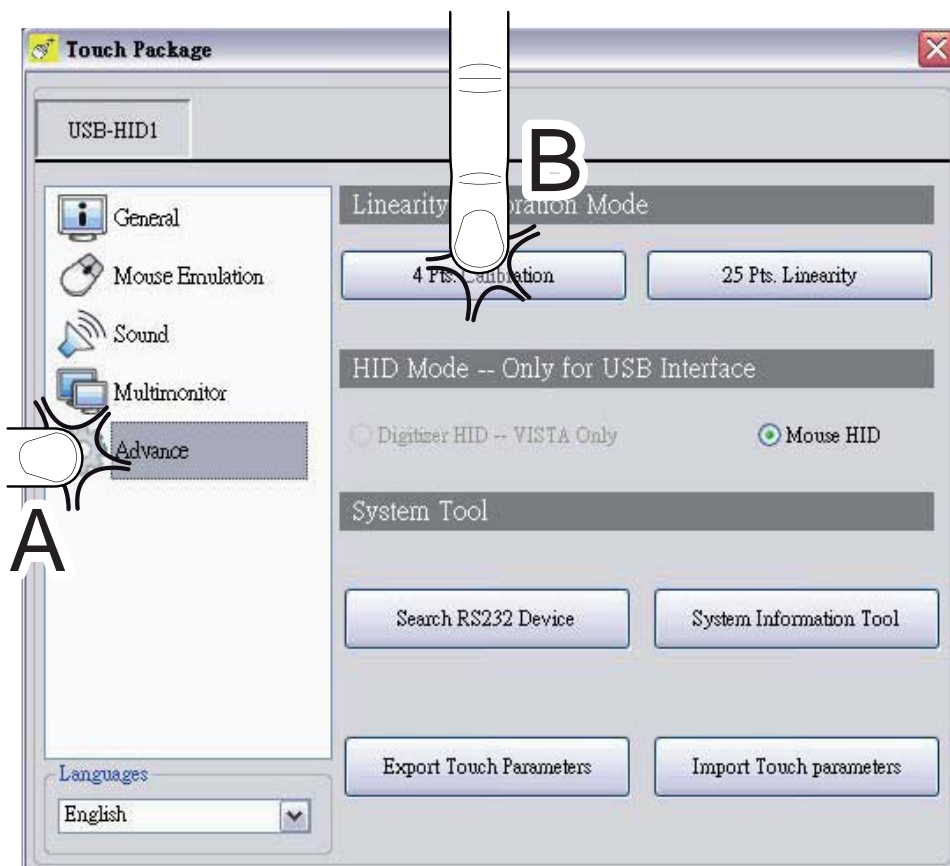 Touch Package
USB-HID1
General
Mouse Emulation
Sound
Multimonitor
Advance
A
Languages
English
B
Linearity Mode
4 Pts. Calibration
25 Pts. Linearity
HID Mode -- Only for USB Interface
Digitizer HID -- VISTA Only
Mouse HID
System Tool
Search RS232 Device
System Information Tool
Export Touch Parameters
Import Touch parameters